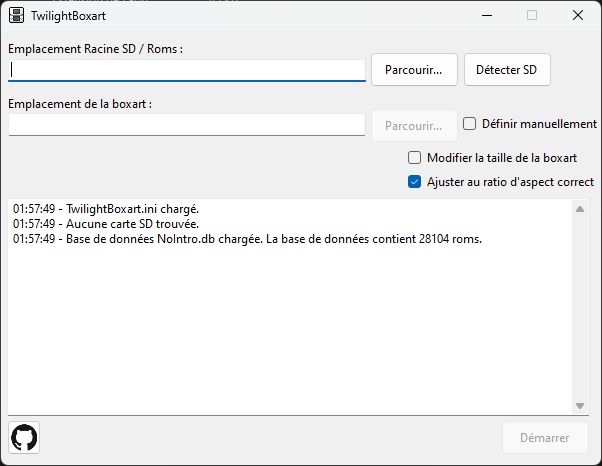 TwilightBoxart
Emplacement Racine SD / Roms :
Parcourir...
Détecter SD
Emplacement de la boxart :
Parcourir...
Définir manuellement
Modifier la taille de la boxart
Ajuster au ratio d'aspect correct
01:57:49 - TwilightBoxart.ini chargé.
01:57:49 - Aucune carte SD trouvée.
01:57:49 - Base de données NoIntro.db chargée. La base de données contient 28104 roms.
Démarrer